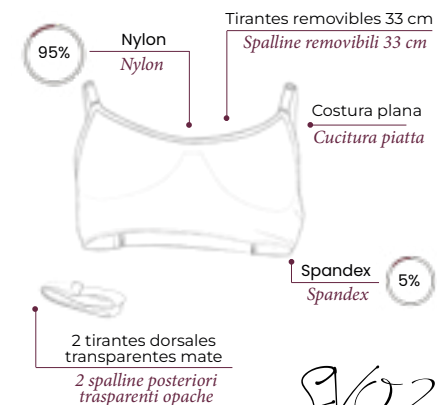 Tirantes removibles 33 cm
Spalline removibili 33 cm
95%
Nylon
Nylon
Costura plana
Cucitura piatta
Spandex
Spandex
5%
2 tirantes dorsales
transparentes mate
2 spalline posteriori
trasparenti opache